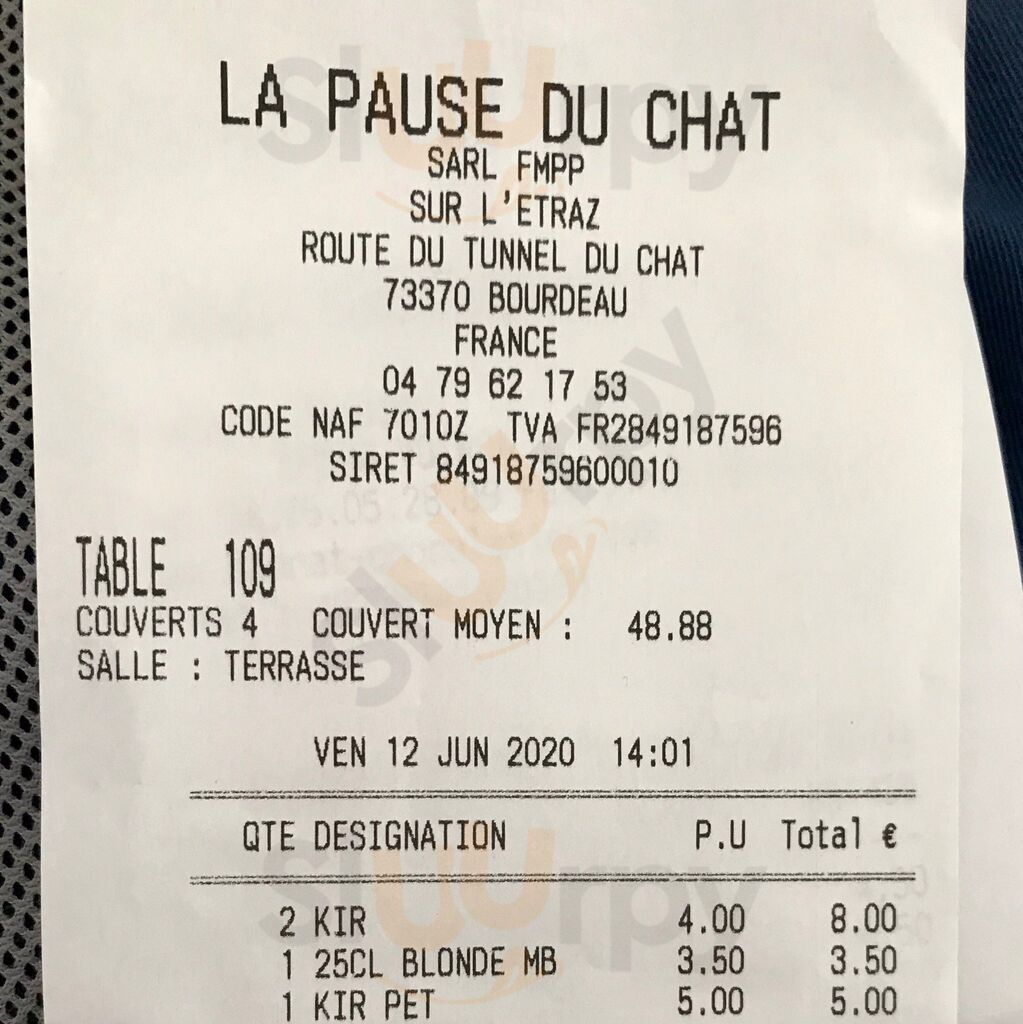 LA PAUSE DU CHAT
SARL FMPP
SUR L'ETRAZ
ROUTE DU TUNNEL DU CHAT
73370 BOURDEAU
FRANCE
04 79 62 17 53
CODE NAF 7010Z TVA FR2849187596
SIRET 84918759600010
TABLE 109
COUVERTS 4 COUVERT MOYEN : 48.88
SALLE : TERRASSE
VEN 12 JUN 2020 14:01
QTE DESIGNATION P.U Total €
2 KIR 4.00 8.00
1 25CL BLONDE MB 3.50 3.50
1 KIR PET 5.00 5.00
Sluurpy
Sluurpy
Sluurpy